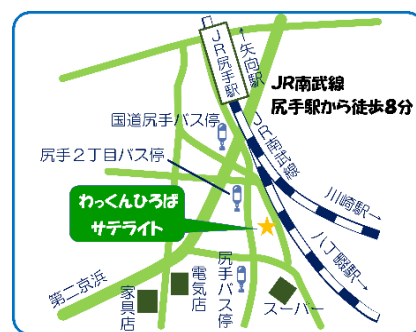 ↑矢向駅
JR尻手駅
JR南武線
尻手駅から徒歩8分
国道尻手バス停
JR南武線
尻手2丁目バス停
わっくんひろば
サテライト
川崎駅→
八丁畷駅→
尻手バス停
第二京浜
電気店
家具店
スーパー